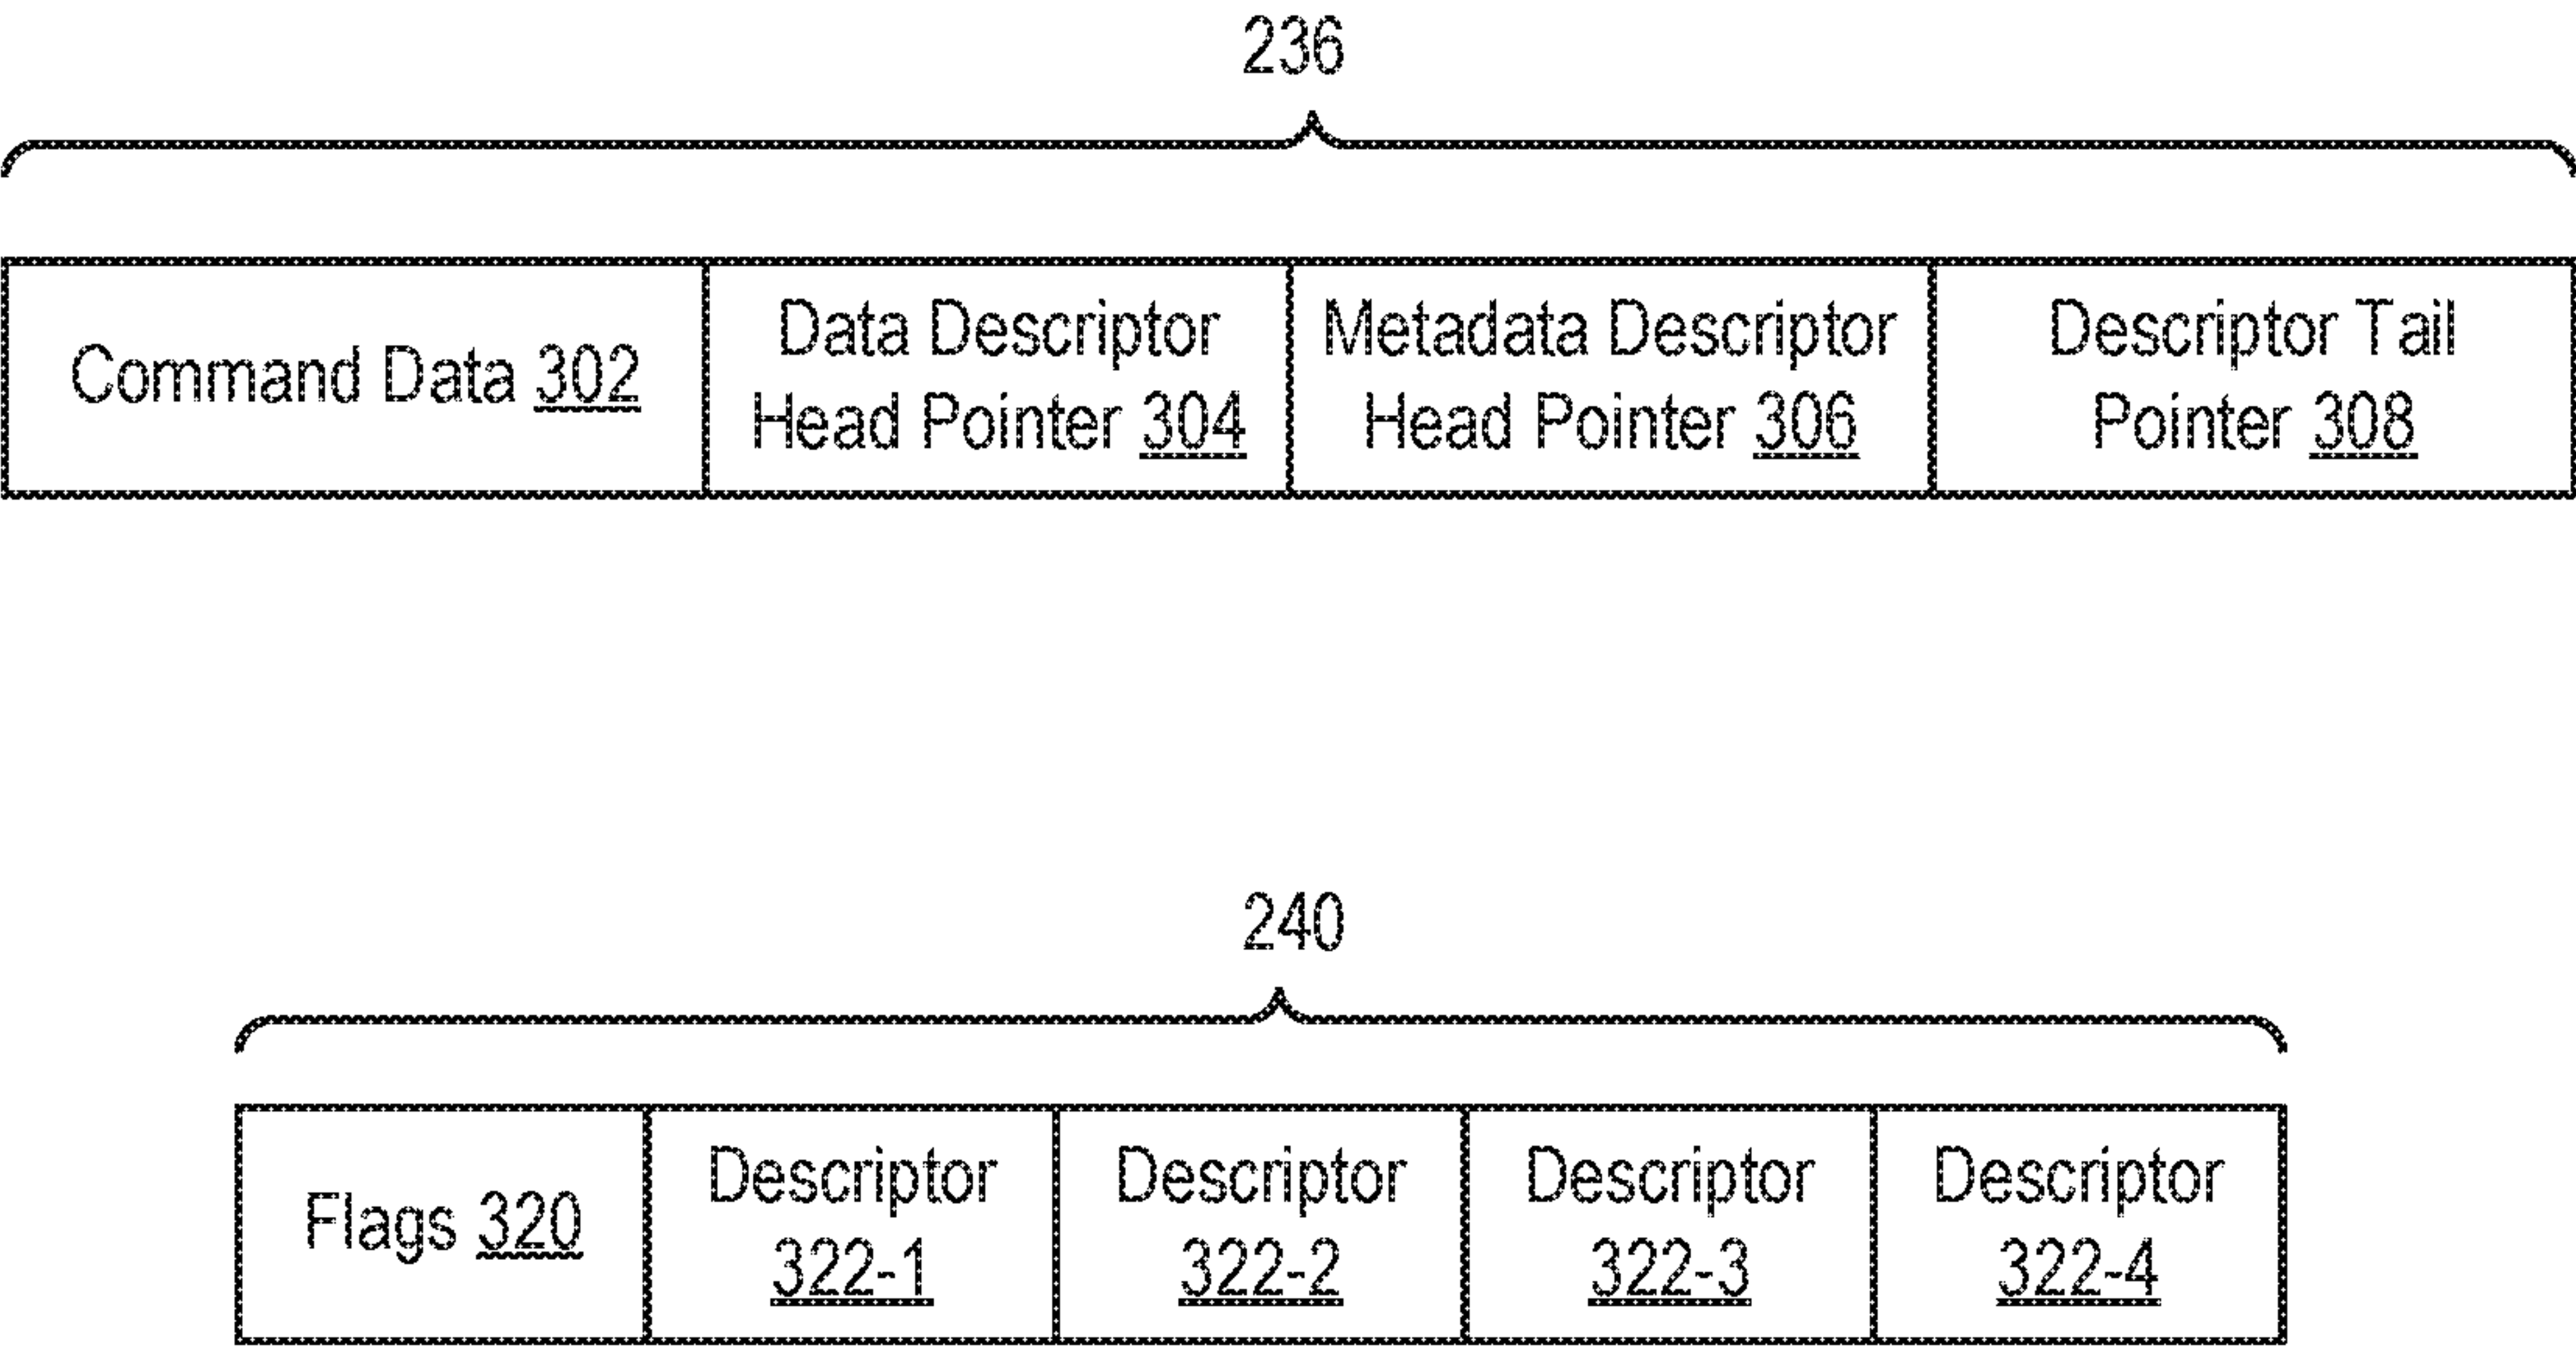 236
Command Data 302
Data Descriptor
Head Pointer 304
Metadata Descriptor
Head Pointer 306
Descriptor Tail
Pointer 308
240
Flags 320
Descriptor
322-1
Descriptor
322-2
Descriptor
322-3
Descriptor
322-4